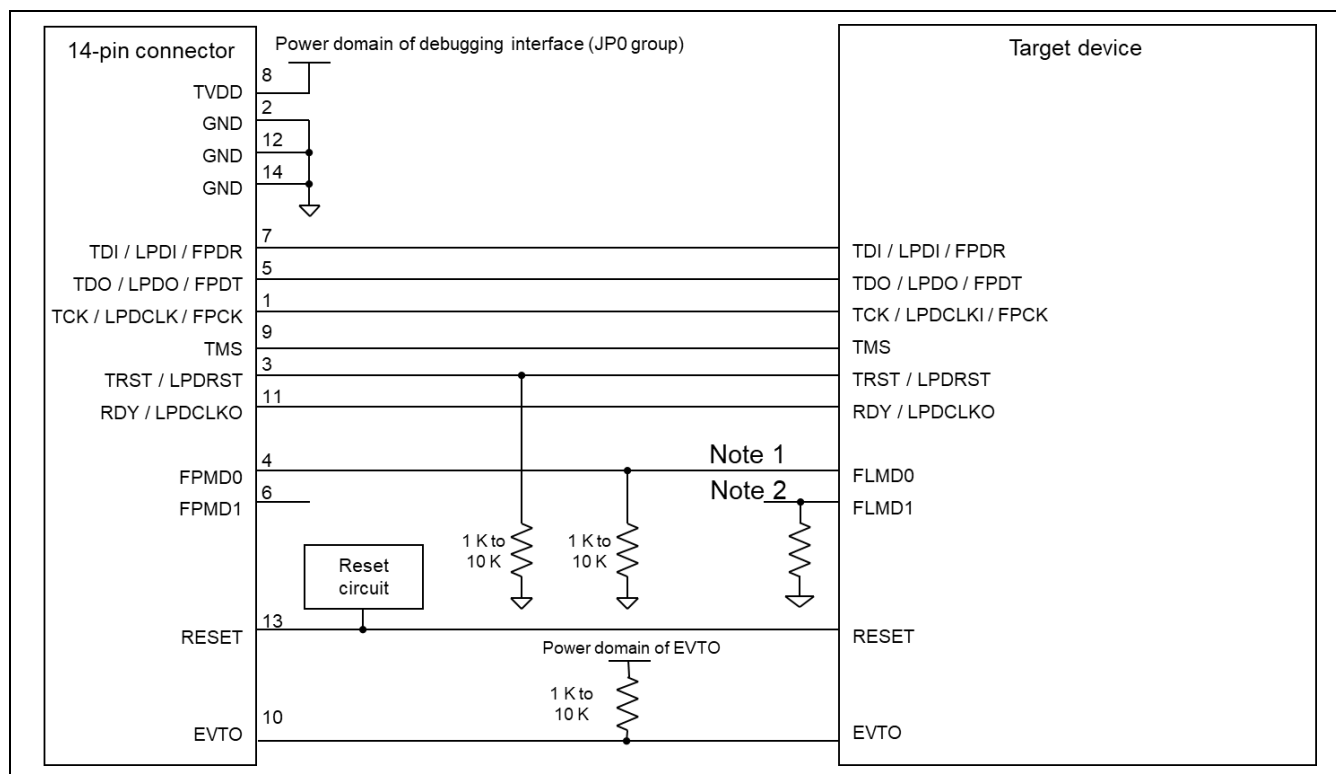 14-pin connector
Power domain of debugging interface (JP0 group)
Target device
8
TVDD
2
GND
12
GND
14
GND
7
TDI / LPDI / FPDR
TDI / LPDI / FPDR
5
TDO / LPDO / FPDT
TDO / LPDO / FPDT
1
TCK / LPDCLK / FPCK
TCK / LPDCLKI / FPCK
9
TMS
TMS
3
TRST / LPDRST
TRST / LPDRST
11
RDY / LPDCLKO
RDY / LPDCLKO
4
Note 1
FPMD0
FLMD0
6
Note 2
FPMD1
FLMD1
1 K to
10 K
1 K to
10 K
Reset
circuit
13
RESET
RESET
Power domain of EVTO
1 K to
10 K
10
EVTO
EVTO